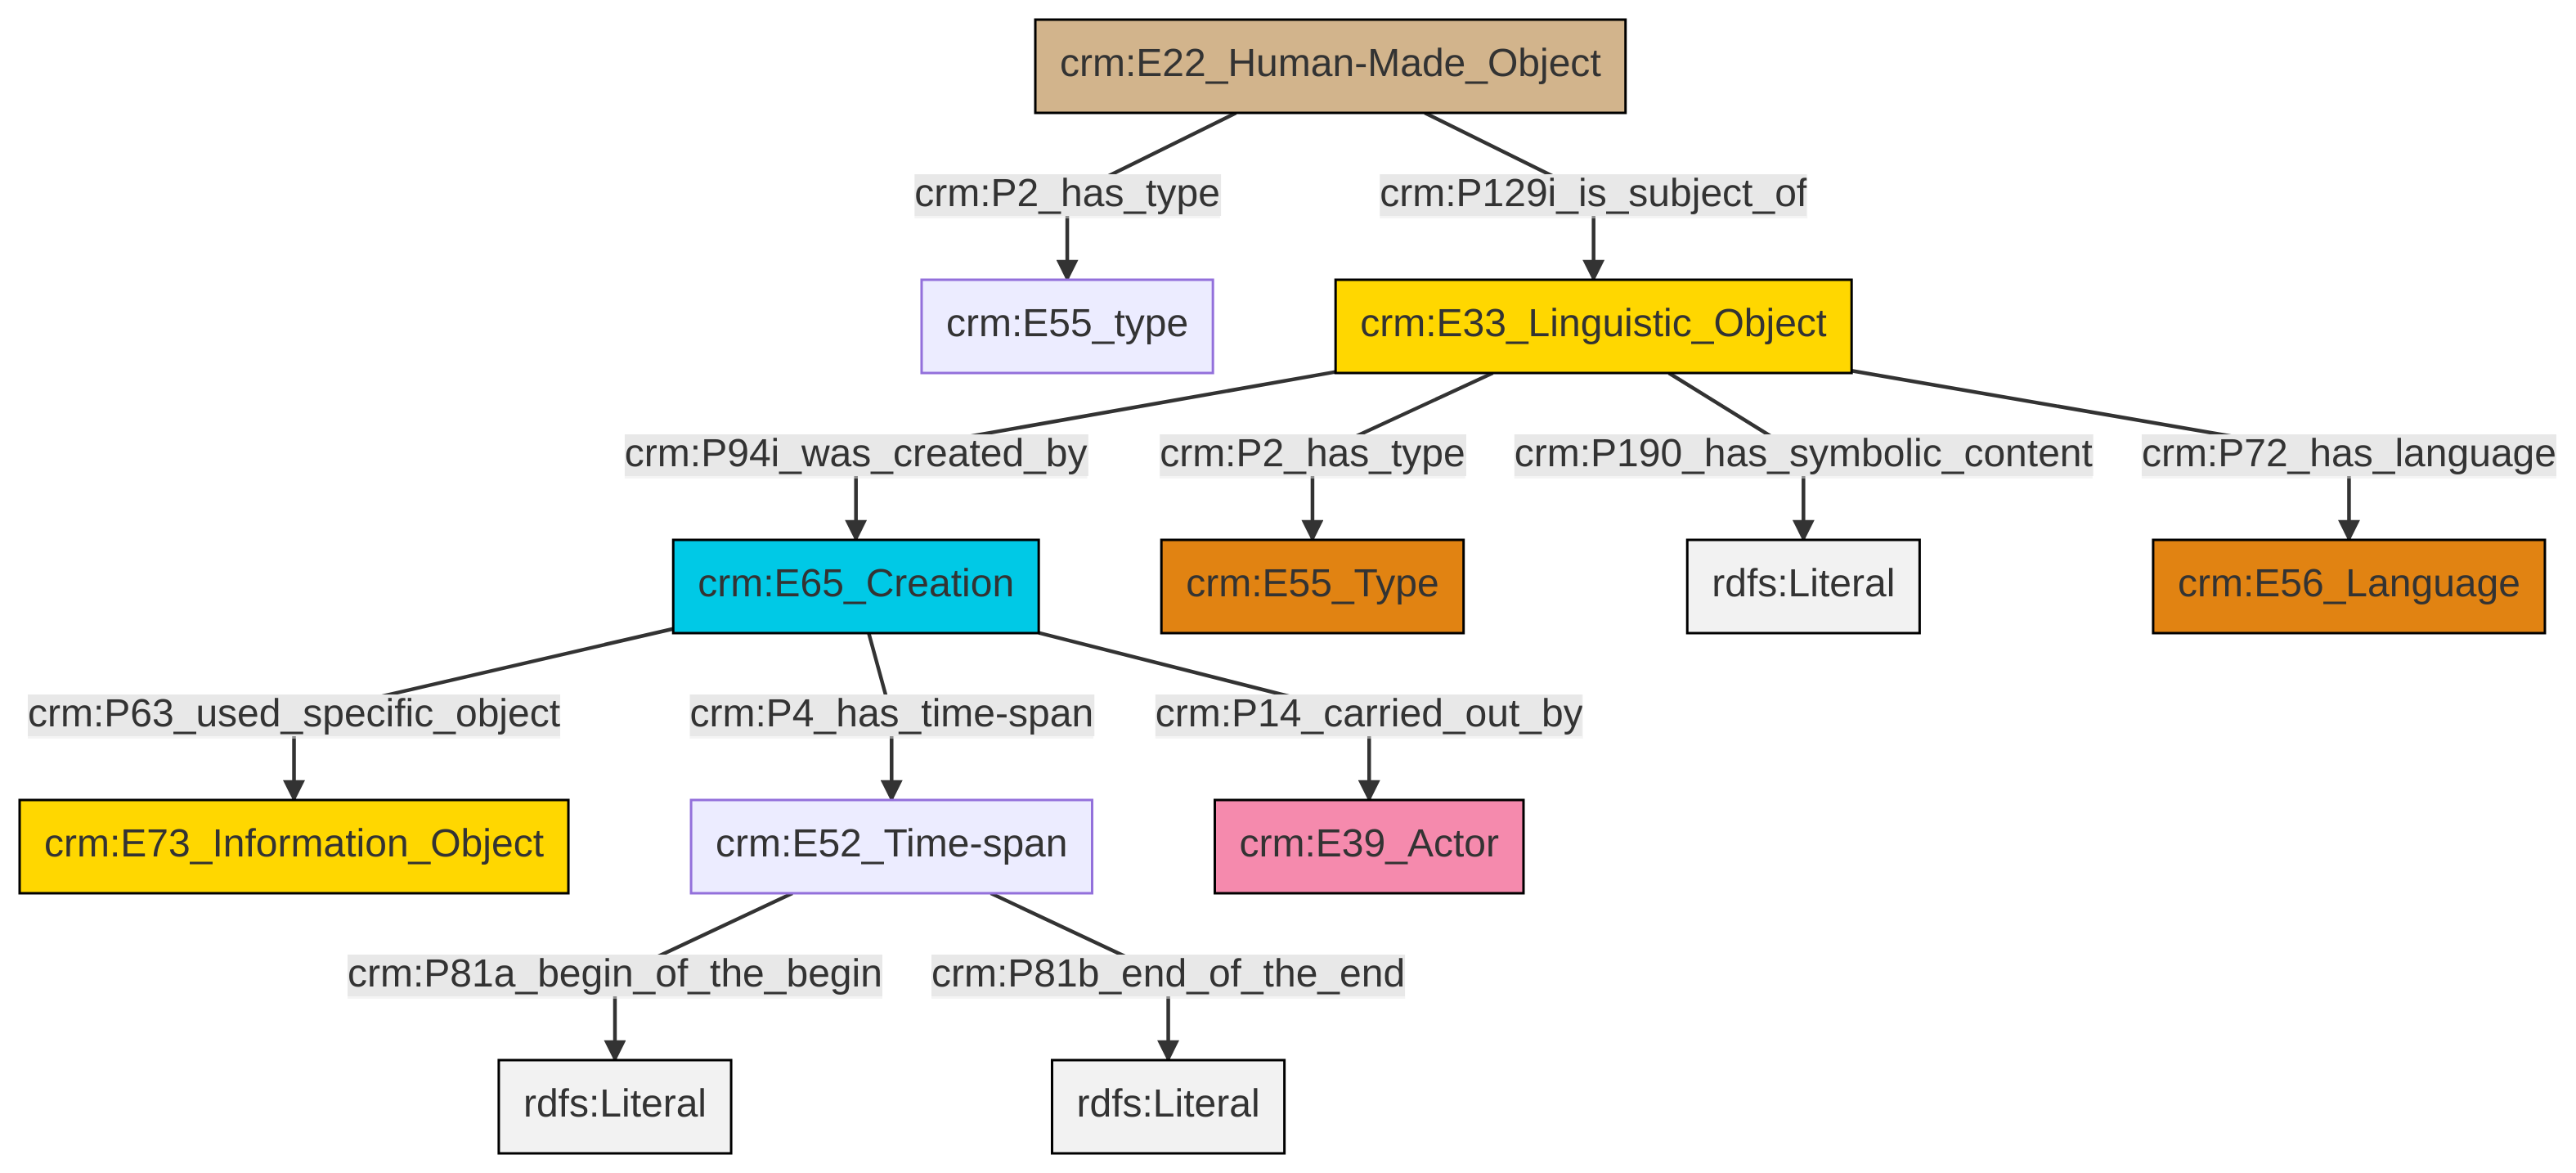 crm:E22_Human-Made_Object
crm:P2_has_type
crm:P129i_is_subject_of
crm:E55_type
crm:E33_Linguistic_Object
crm:P94i_was_created_by
crm:P2_has_type
crm:P190_has_symbolic_content
crm:P72_has_language
crm:E65_Creation
crm:E55_Type
rdfs:Literal
crm:E56_Language
crm:P63_used_specific_object
crm:P4_has_time-span
crm:P14_carried_out_by
crm:E73_Information_Object
crm:E52_Time-span
crm:E39_Actor
crm:P81a_begin_of_the_begin
crm:P81b_end_of_the_end
rdfs:Literal
rdfs:Literal